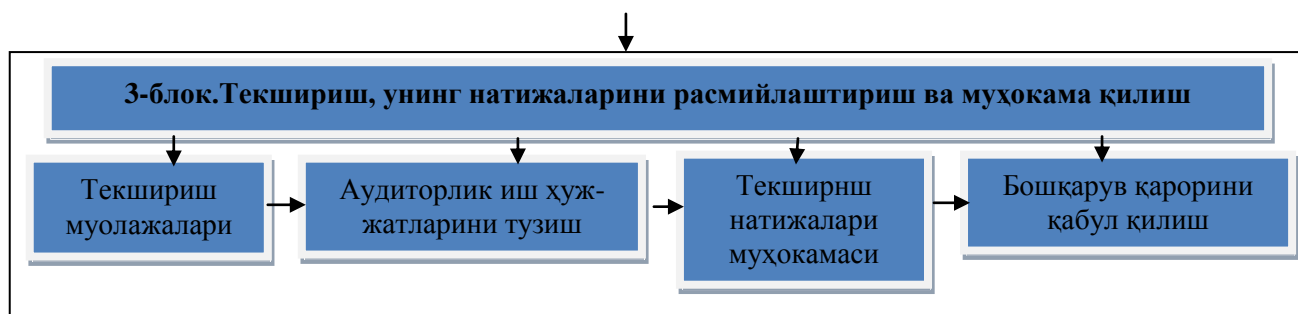 3-блок.Текшириш, унинг натижаларини расмийлаштириш ва муҳокама қилиш
Текшириш
муолажалари
Аудиторлик иш ҳуж-
жатларини тузиш
Текширнш
натижалари
муҳокамаси
Бошқарув қарорини
қабул қилиш